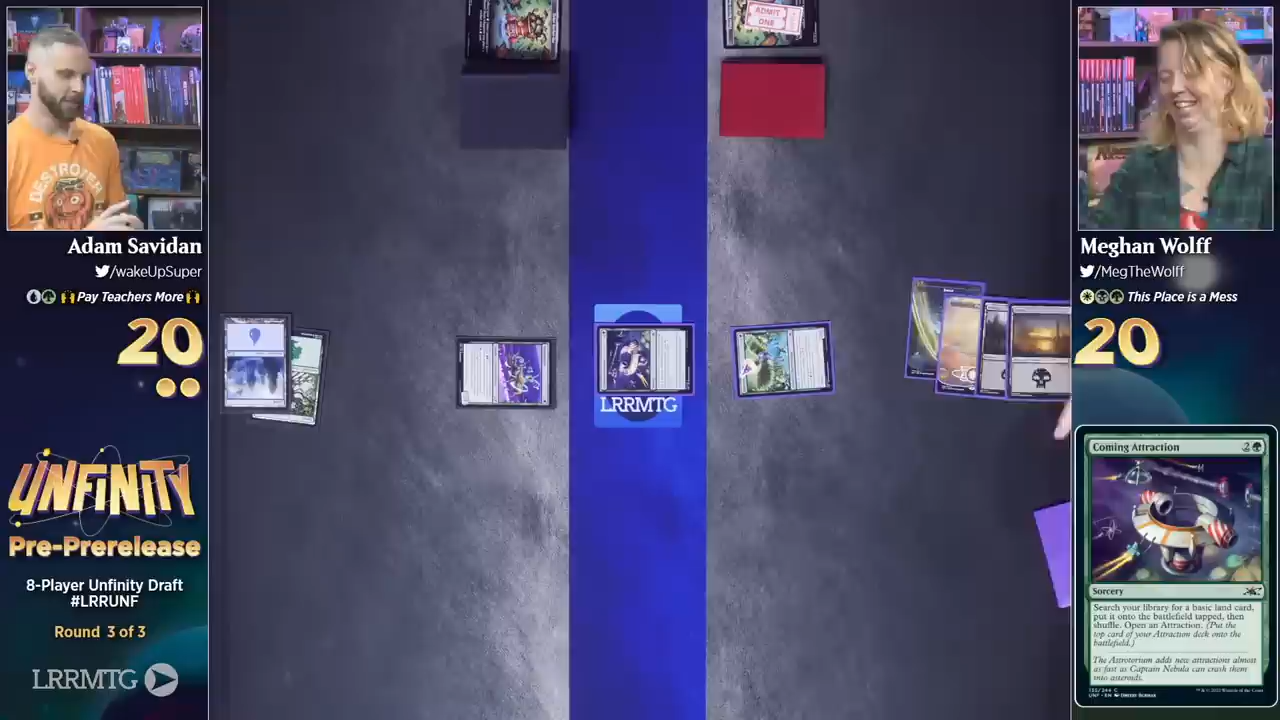 Adam Savidan
/wakeUpSuper
Pay Teachers More
20
UNFINITY
Pre-Prerelease
8-Player Unfinity Draft
#LRRUNF
Round 3 of 3
LRRMTG
DESTROYER
ADMIT
ONE
LRRMTG
Meghan Wolff
/MegTheWolff
This Place is a Mess
20
Coming Attraction 2
Sorcery
Search your library for a basic land card,
put it onto the battlefield tapped, then
shuffle. Open an Attraction. (Put the
top card of your Attraction deck onto the
battlefield.)
The Astrotorium adds new attractions almost
as fast as Captain Nebula can crash them
into asteroids.